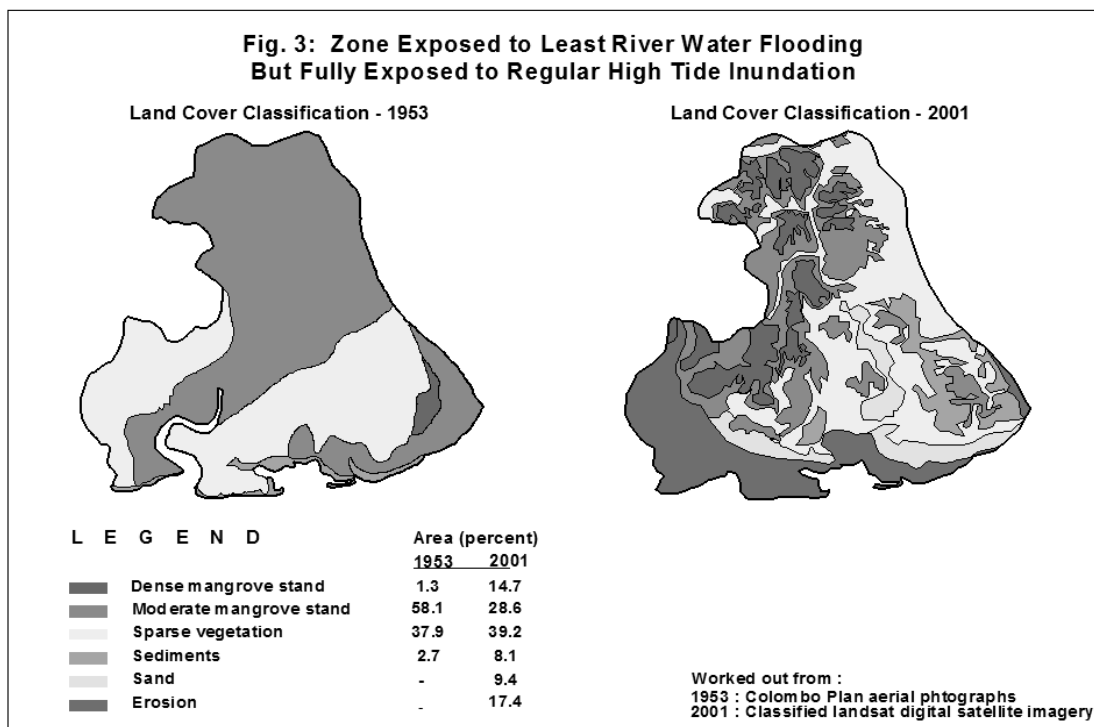 Fig. 3: Zone Exposed to Least River Water Flooding
But Fully Exposed to Regular High Tide Inundation
Land Cover Classification - 1953
Land Cover Classification - 2001
L E G E N D
Area (percent)
1953 2001
Dense mangrove stand 1.3 14.7
Moderate mangrove stand 58.1 28.6
Sparse vegetation 37.9 39.2
Sediments 2.7 8.1
Sand - 9.4
Erosion - 17.4
Worked out from :
1953 : Colombo Plan aerial phtographs
2001 : Classified landsat digital satellite imagery